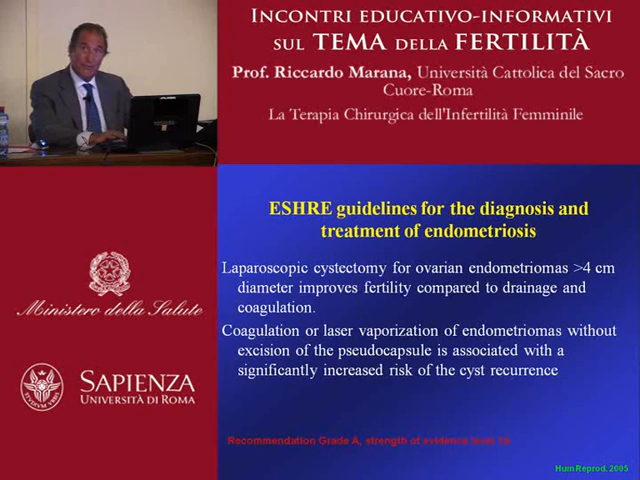 INCONTRI EDUCATIVO-INFORMATIVI
SUL TEMA DELLA FERTILITÀ
Prof. Riccardo Marana, Università Cattolica del Sacro
Cuore-Roma
La Terapia Chirurgica dell'Infertilità Femminile
ESHRE guidelines for the diagnosis and
treatment of endometriosis
Laparoscopic cystectomy for ovarian endometriomas >4 cm
diameter improves fertility compared to drainage and
coagulation.
Coagulation or laser vaporization of endometriomas without
excision of the pseudocapsule is associated with a
significantly increased risk of the cyst recurrence
Recommendation Grade A, strength of evidence level
Hum Reprod, 2005
Ministero della Salute
SAPIENZA
UNIVERSITÀ DI ROMA